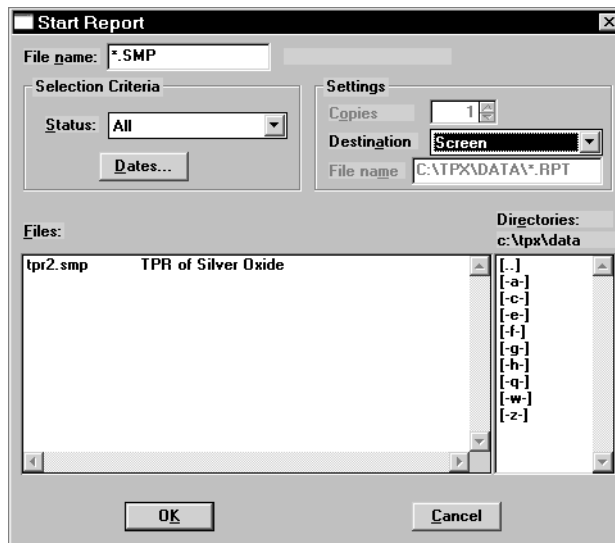 Start Report
File name: *.SMP
Selection Criteria
Status: All
Dates...
Settings
Copies 1
Destination Screen
File name C:\TPX\DATA\*.RPT
Files:
tpr2.smp TPR of Silver Oxide
Directories:
c:\tpx\data
[..]
[-a-]
[-c-]
[-e-]
[-f-]
[-g-]
[-h-]
[-q-]
[-w-]
[-z-]
OK
Cancel